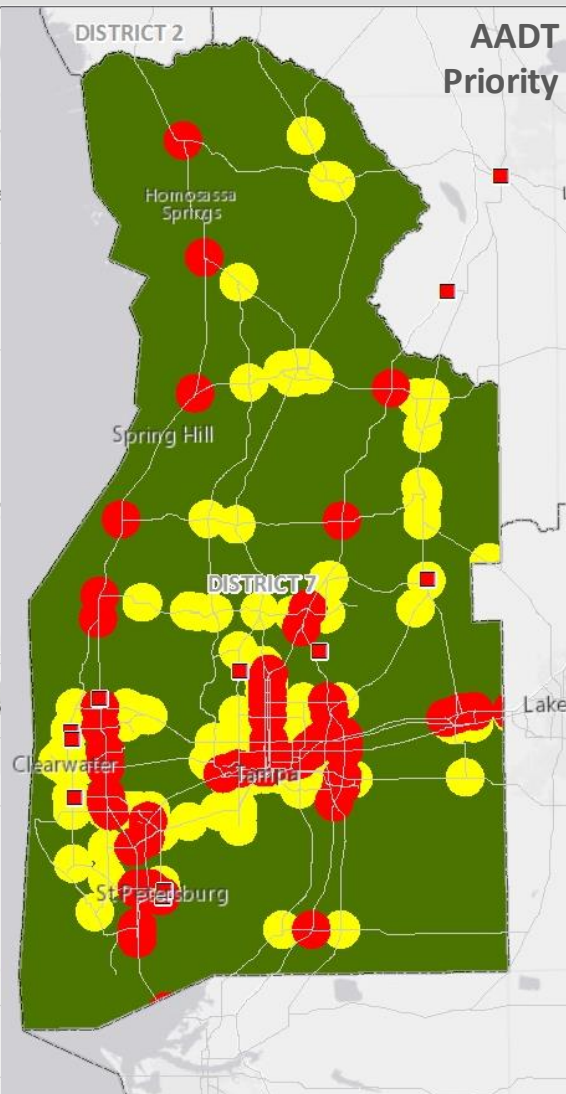 DISTRICT 2
AADT
Priority
Homosassa
Springs
Spring Hill
DISTRICT 7
Lake
Clearwater
Tampa
St Petersburg